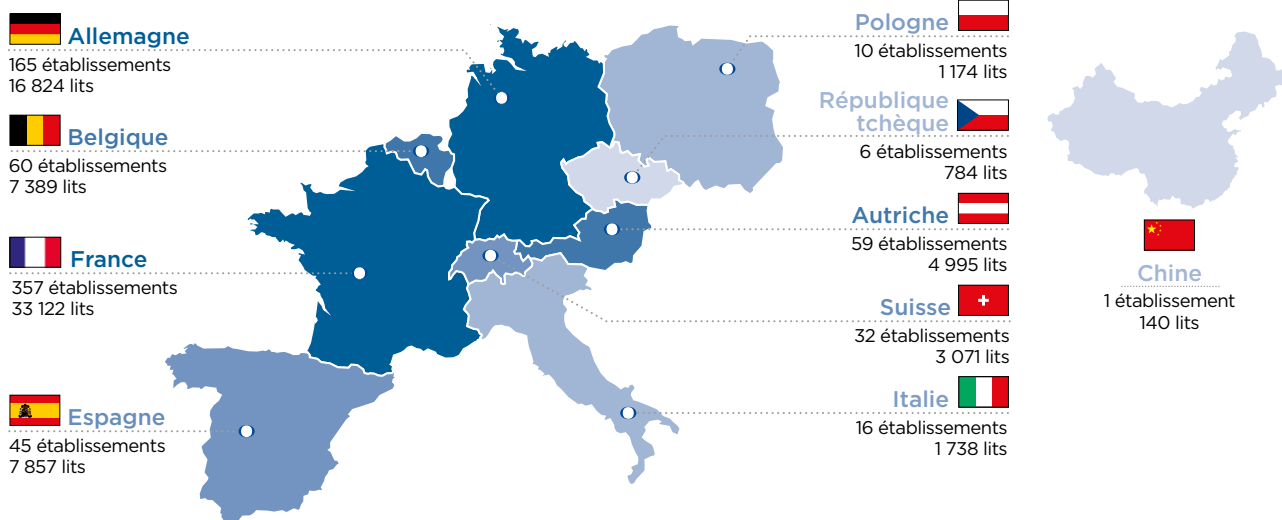 Allemagne
165 établissements
16 824 lits
Belgique
60 établissements
7 389 lits
France
357 établissements
33 122 lits
Espagne
45 établissements
7 857 lits
Pologne
10 établissements
1 174 lits
République
tchèque
6 établissements
784 lits
Autriche
59 établissements
4 995 lits
Suisse
32 établissements
3 071 lits
Italie
16 établissements
1 738 lits
Chine
1 établissement
140 lits